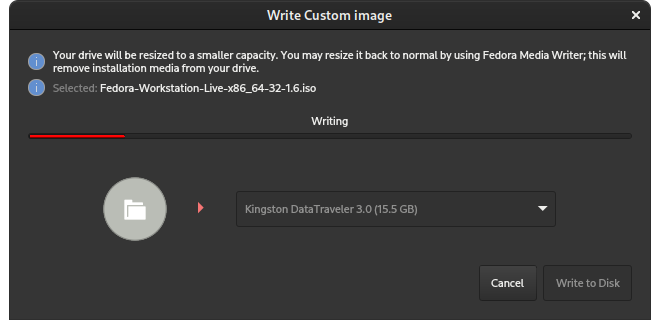 Write Custom image
Your drive will be resized to a smaller capacity. You may resize it back to normal by using Fedora Media Writer; this will
remove installation media from your drive.
Selected: Fedora-Workstation-Live-x86_64-32-1.6.iso
Writing
Kingston DataTraveler 3.0 (15.5 GB)
Cancel
Write to Disk